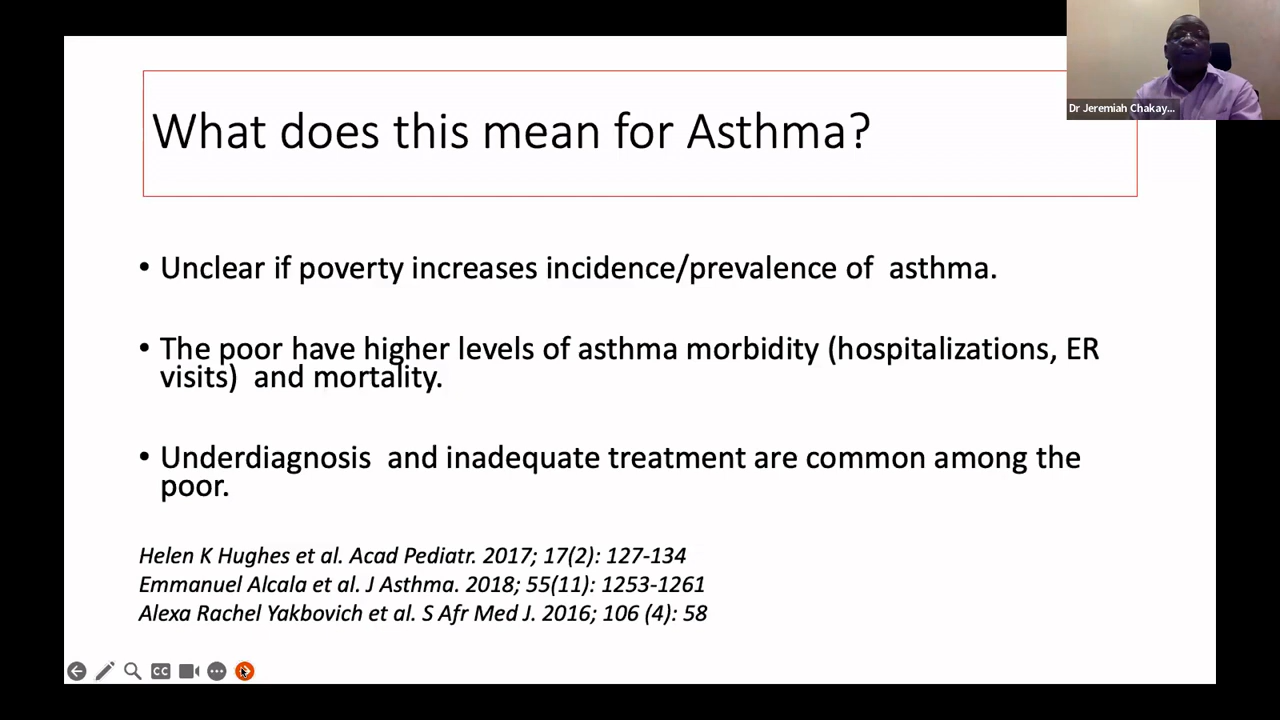 Dr Jeremiah Chakay...
What does this mean for Asthma?
• Unclear if poverty increases incidence/prevalence of  asthma.
• The poor have higher levels of asthma morbidity (hospitalizations, ER
visits)  and mortality.
• Underdiagnosis  and inadequate treatment are common among the
poor.
Helen K Hughes et al. Acad Pediatr. 2017; 17(2): 127-134
Emmanuel Alcala et al. J Asthma. 2018; 55(11): 1253-1261
Alexa Rachel Yakbovich et al. S Afr Med J. 2016; 106 (4): 58
CC